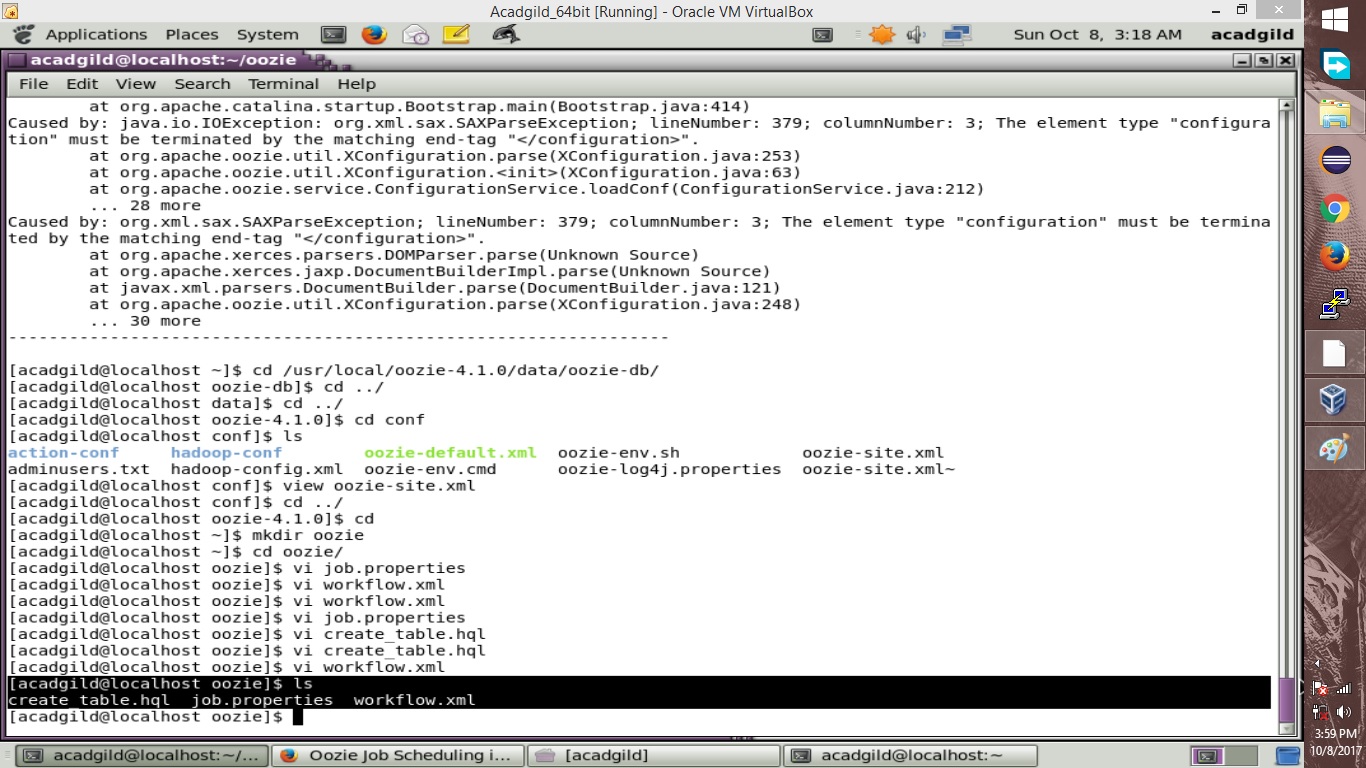 Acadgild_64bit [Running] - Oracle VM VirtualBox
Applications Places System Sun Oct 8, 3:18 AM acadgild
acadgild@localhost:~/oozie
File Edit View Search Terminal Help
at org.apache.catalina.startup.Bootstrap.main(Bootstrap.java:414)
Caused by: java.io.IOException: org.xml.sax.SAXParseException; lineNumber: 379; columnNumber: 3; The element type "configura
tion" must be terminated by the matching end-tag "</configuration>".
at org.apache.oozie.util.XConfiguration.parse(XConfiguration.java:253)
at org.apache.oozie.util.XConfiguration.<init>(XConfiguration.java:63)
at org.apache.oozie.service.ConfigurationService.loadConf(ConfigurationService.java:212)
... 28 more
Caused by: org.xml.sax.SAXParseException; lineNumber: 379; columnNumber: 3; The element type "configuration" must be termina
ted by the matching end-tag "</configuration>".
at org.apache.xerces.parsers.DOMParser.parse(Unknown Source)
at org.apache.xerces.jaxp.DocumentBuilderImpl.parse(Unknown Source)
at javax.xml.parsers.DocumentBuilder.parse(DocumentBuilder.java:121)
at org.apache.oozie.util.XConfiguration.parse(XConfiguration.java:248)
... 30 more
-----------------------------------------------------------------
[acadgild@localhost ~]$ cd /usr/local/oozie-4.1.0/data/oozie-db/
[acadgild@localhost oozie-db]$ cd ../
[acadgild@localhost data]$ cd ../
[acadgild@localhost oozie-4.1.0]$ cd conf
[acadgild@localhost conf]$ ls
action-conf hadoop-conf oozie-default.xml oozie-env.sh oozie-site.xml
adminusers.txt hadoop-config.xml oozie-env.cmd oozie-log4j.properties oozie-site.xml~
[acadgild@localhost conf]$ view oozie-site.xml
[acadgild@localhost conf]$ cd ../
[acadgild@localhost oozie-4.1.0]$ cd
[acadgild@localhost ~]$ mkdir oozie
[acadgild@localhost ~]$ cd oozie/
[acadgild@localhost oozie]$ vi job.properties
[acadgild@localhost oozie]$ vi workflow.xml
[acadgild@localhost oozie]$ vi workflow.xml
[acadgild@localhost oozie]$ vi job.properties
[acadgild@localhost oozie]$ vi create_table.hql
[acadgild@localhost oozie]$ vi create_table.hql
[acadgild@localhost oozie]$ vi workflow.xml
[acadgild@localhost oozie]$ ls
create_table.hql job.properties workflow.xml
[acadgild@localhost oozie]$
acadgild@localhost:~/... Oozie Job Scheduling i... [acadgild] acadgild@localhost:~
3:59 PM
10/8/2017